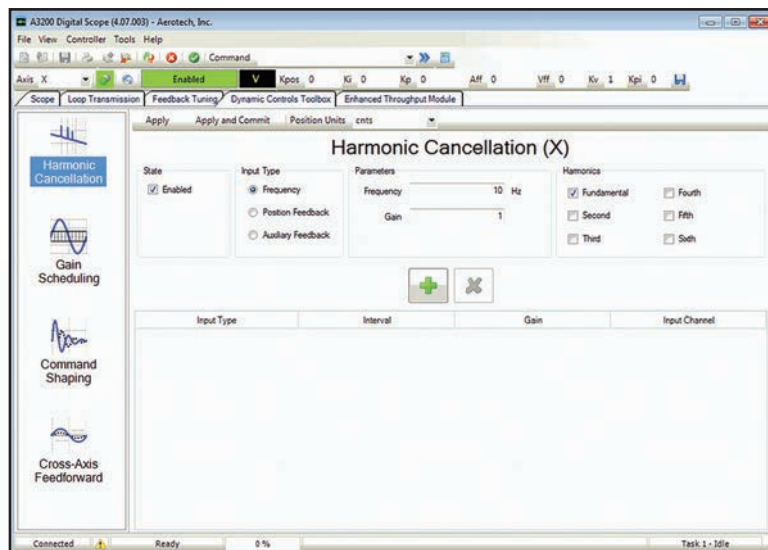 A3200 Digital Scope (4.07.003) - Aerotech, Inc.
File View Controller Tools Help
Command
Axis X Enabled V Kpos 0 Ki 0 Kp 0 Aff 0 Vff 0 Kv 1 Kpi 0
Scope Loop Transmission Feedback Tuning Dynamic Controls Toolbox Enhanced Throughput Module
Apply Apply and Commit Position Units cnts
Harmonic Cancellation
Gain Scheduling
Command Shaping
Cross-Axis Feedforward
Harmonic Cancellation (X)
State
Enabled
Input Type
Frequency
Position Feedback
Auxiliary Feedback
Parameters
Frequency 10 Hz
Gain 1
Harmonics
Fundamental Fourth
Second Fifth
Third Sixth
Input Type Interval Gain Input Channel
Connected Ready 0 % Task 1 - Idle